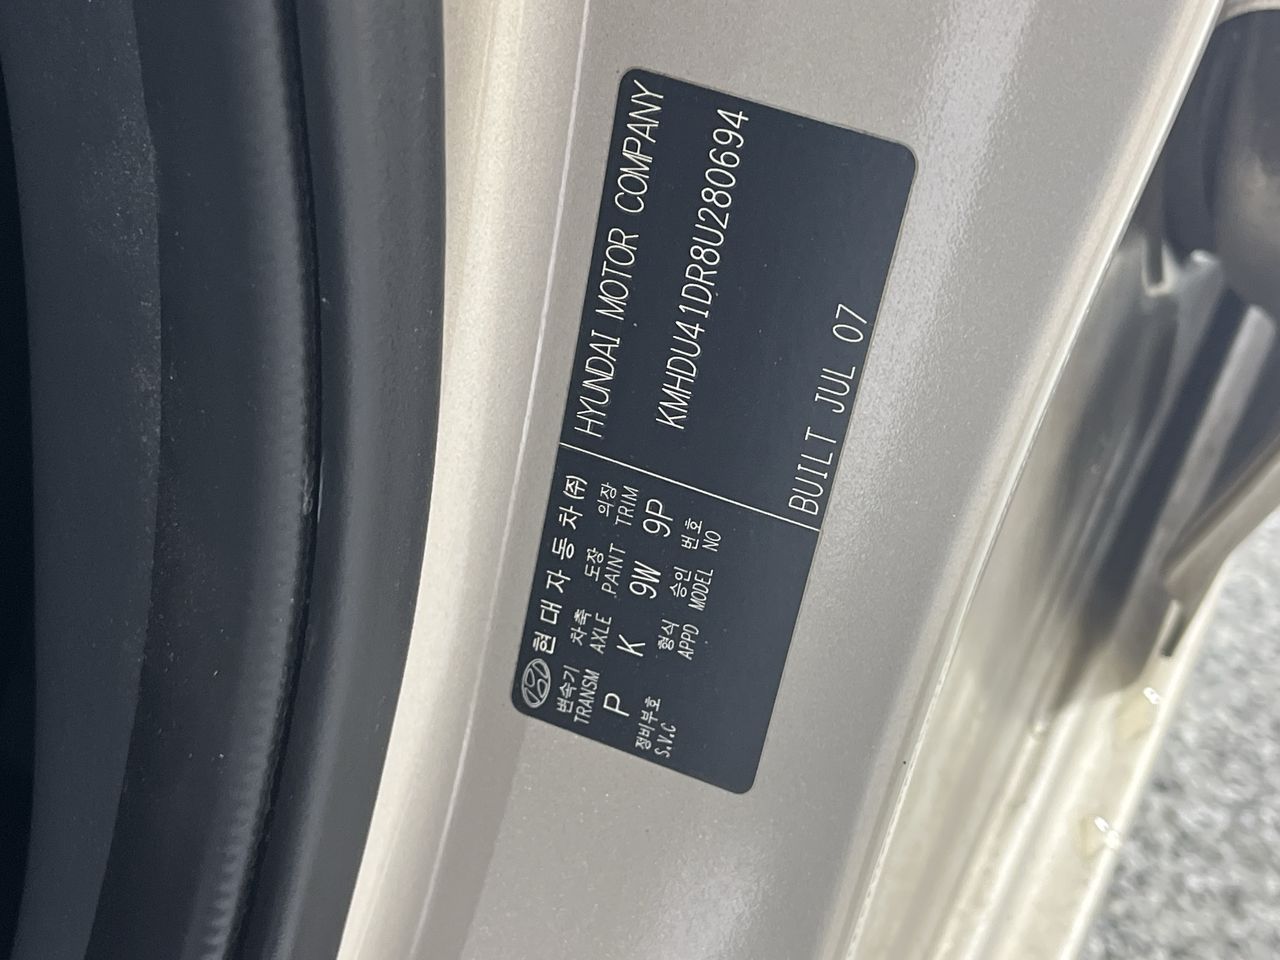 현대자동차(주)
변속기 차축 도장 의장
TRANSM AXLE PAINT TRIM
P K 9W 9P
정비부호 형식 승인 번호
S.V.C APPD MODEL NO
HYUNDAI MOTOR COMPANY
KMHDU41DR8U280694
BUILT JUL 07